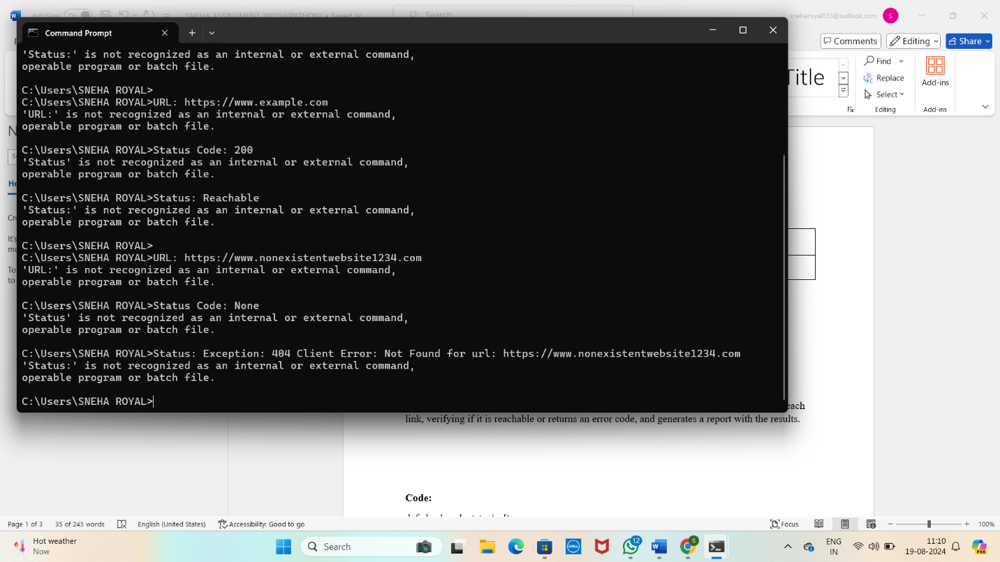 AutoSave On SNEHA ASSINGMENT 200556(PYTHON) • Saved Search sneharoyal555@outlook.com S
Command Prompt
Comments Editing Share
'Status:' is not recognized as an internal or external command,
operable program or batch file.
C:\Users\SNEHA ROYAL>
C:\Users\SNEHA ROYAL>URL: https://www.example.com
'URL:' is not recognized as an internal or external command,
operable program or batch file.
C:\Users\SNEHA ROYAL>Status Code: 200
'Status' is not recognized as an internal or external command,
operable program or batch file.
C:\Users\SNEHA ROYAL>Status: Reachable
'Status:' is not recognized as an internal or external command,
operable program or batch file.
C:\Users\SNEHA ROYAL>
C:\Users\SNEHA ROYAL>URL: https://www.nonexistentwebsite1234.com
'URL:' is not recognized as an internal or external command,
operable program or batch file.
C:\Users\SNEHA ROYAL>Status Code: None
'Status' is not recognized as an internal or external command,
operable program or batch file.
C:\Users\SNEHA ROYAL>Status: Exception: 404 Client Error: Not Found for url: https://www.nonexistentwebsite1234.com
'Status:' is not recognized as an internal or external command,
operable program or batch file.
C:\Users\SNEHA ROYAL>
Title
Find
Replace
Select
Editing
Add-ins
Add-ins
each
link, verifying if it is reachable or returns an error code, and generates a report with the results.
Code:
Page 1 of 3 35 of 245 words English (United States) Accessibility: Good to go Focus 100%
Hot weather
Now
Search
DELL
12
S
ENG
IN
11:10
19-08-2024
PRE